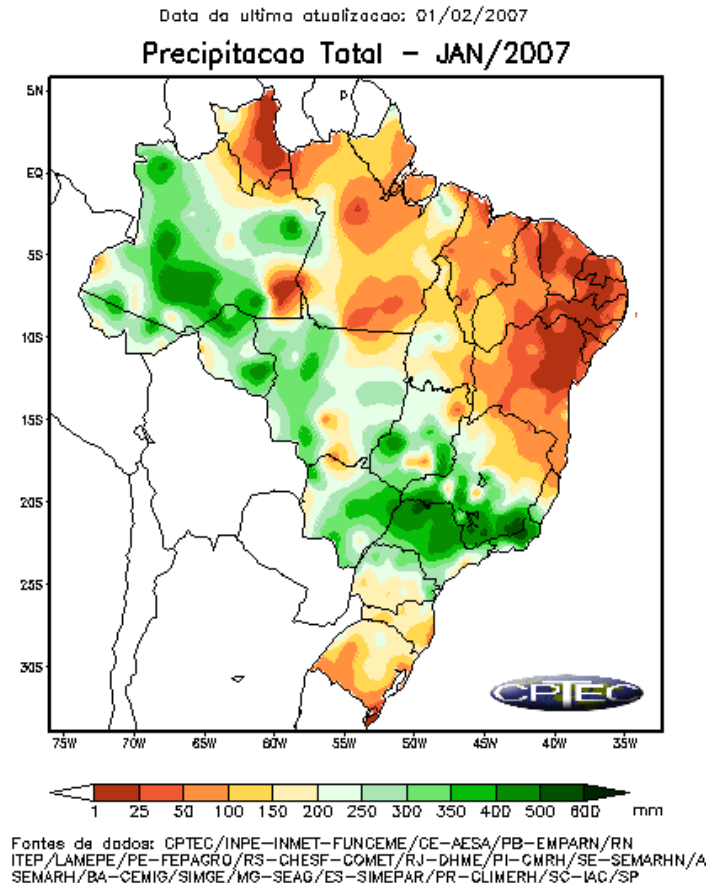 Data da ultima atualizacao: 01/02/2007
Precipitacao Total – JAN/2007
5N
EQ
5S
10S
15S
20S
25S
30S
75W 70W 65W 60W 55W 50W 45W 40W 35W
CPTEC
1 25 50 100 150 200 250 300 350 400 500 600 mm
Fontes de dados: CPTEC/INPE-INMET-FUNCEME/CE-AESA/PB-EMPARN/RN
ITEP/LAMEPE/PE-FEPAGRO/RS-CHESF-COMET/RJ-DHME/PI-CMRH/SE-SEMARHN/A
SEMARH/BA-CEMIG/SIMGE/MG-SEAG/ES-SIMEPAR/PR-CLIMERH/SC-IAC/SP